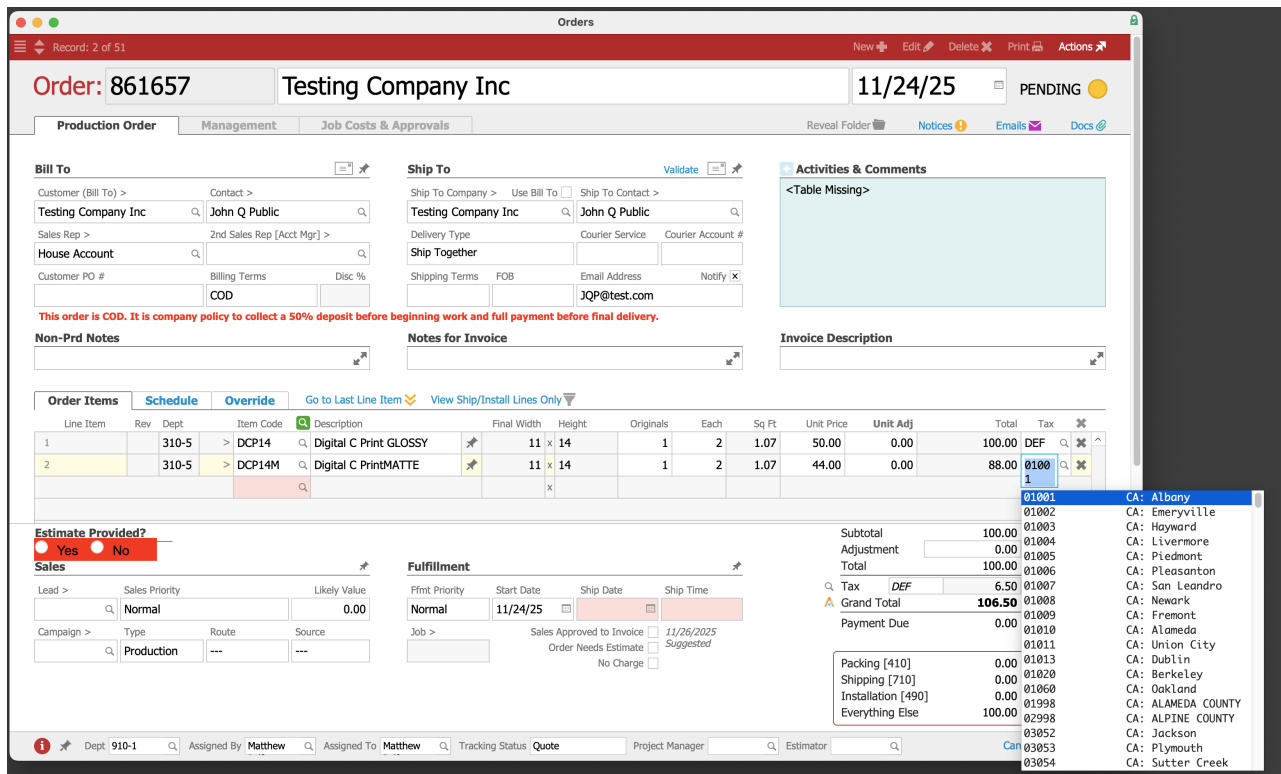 Orders
Record: 2 of 51
New Edit Delete Print Actions
Order: 861657 Testing Company Inc 11/24/25 PENDING
Production Order Management Job Costs & Approvals Reveal Folder Notices Emails Docs
Bill To Ship To Validate Activities & Comments
Customer (Bill To) > Contact > Ship To Company > Use Bill To Ship To Contact > <Table Missing>
Testing Company Inc John Q Public Testing Company Inc John Q Public
Sales Rep > 2nd Sales Rep [Acct Mgr] > Delivery Type Courier Service Courier Account #
House Account Ship Together
Customer PO # Billing Terms Disc % Shipping Terms FOB Email Address Notify x
COD JQP@test.com
This order is COD. It is company policy to collect a 50% deposit before beginning work and full payment before final delivery.
Non-Prd Notes Notes for Invoice Invoice Description
Order Items Schedule Override Go to Last Line Item View Ship/Install Lines Only
Line Item Rev Dept Item Code Description Final Width Height Originals Each Sq Ft Unit Price Unit Adj Total Tax
1 310-5 > DCP14 Digital C Print GLOSSY 11 x 14 1 2 1.07 50.00 0.00 100.00 DEF
2 310-5 > DCP14M Digital C PrintMATTE 11 x 14 1 2 1.07 44.00 0.00 88.00 0100
1
x
01001 CA: Albany
01002 CA: Emeryville
01003 CA: Hayward
01004 CA: Livermore
01005 CA: Piedmont
01006 CA: Pleasanton
01007 CA: San Leandro
01008 CA: Newark
01009 CA: Fremont
01010 CA: Alameda
01011 CA: Union City
01013 CA: Dublin
01020 CA: Berkeley
01060 CA: Oakland
01998 CA: ALAMEDA COUNTY
02998 CA: ALPINE COUNTY
03052 CA: Jackson
03053 CA: Plymouth
03054 CA: Sutter Creek
Estimate Provided?
Yes No
Subtotal 100.00
Adjustment 0.00
Total 100.00
Tax DEF 6.50
Grand Total 106.50
Payment Due 0.00
Sales Fulfillment
Lead > Sales Priority Likely Value Ffmt Priority Start Date Ship Date Ship Time
Normal 0.00 Normal 11/24/25
Campaign > Type Route Source Job > Sales Approved to Invoice 11/26/2025
Order Needs Estimate Suggested
Production --- ---
No Charge
Packing [410] 0.00
Shipping [710] 0.00
Installation [490] 0.00
Everything Else 100.00
Dept 910-1 Assigned By Matthew Assigned To Matthew Tracking Status Quote Project Manager Estimator